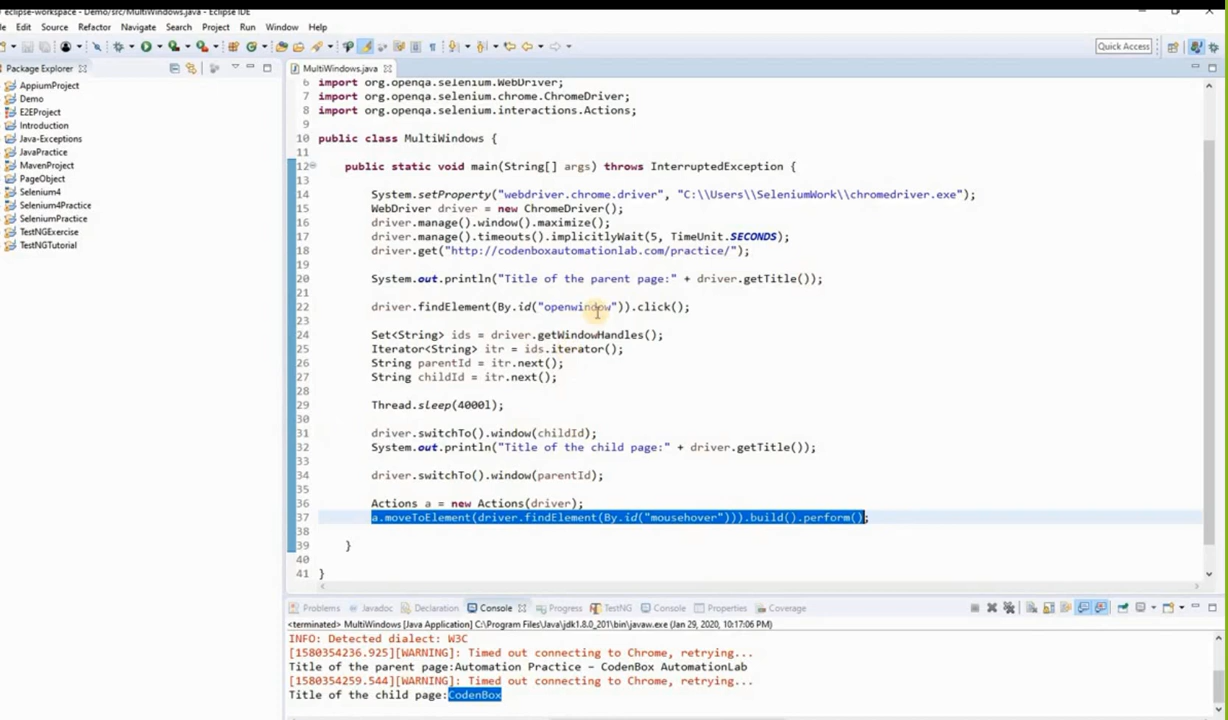 eclipse-workspace - Demo/src/MultiWindows.java - Eclipse IDE
Edit Source Refactor Navigate Search Project Run Window Help
Quick Access
Package Explorer
MultiWindows.java
AppiumProject
Demo
E2EProject
Introduction
Java-Exceptions
JavaPractice
MavenProject
PageObject
Selenium4
Selenium4Practice
SeleniumPractice
TestNGExercise
TestNGTutorial
6 import org.openqa.selenium.WebDriver;
7 import org.openqa.selenium.chrome.ChromeDriver;
8 import org.openqa.selenium.interactions.Actions;
9
10 public class MultiWindows {
11
12 public static void main(String[] args) throws InterruptedException {
13
14 System.setProperty("webdriver.chrome.driver", "C:\\Users\\SeleniumWork\\chromedriver.exe");
15 WebDriver driver = new ChromeDriver();
16 driver.manage().window().maximize();
17 driver.manage().timeouts().implicitlyWait(5, TimeUnit.SECONDS);
18 driver.get("http://codenboxautomationlab.com/practice/");
19
20 System.out.println("Title of the parent page:" + driver.getTitle());
21
22 driver.findElement(By.id("openwindow")).click();
23
24 Set<String> ids = driver.getWindowHandles();
25 Iterator<String> itr = ids.iterator();
26 String parentId = itr.next();
27 String childId = itr.next();
28
29 Thread.sleep(4000l);
30
31 driver.switchTo().window(childId);
32 System.out.println("Title of the child page:" + driver.getTitle());
33
34 driver.switchTo().window(parentId);
35
36 Actions a = new Actions(driver);
37 a.moveToElement(driver.findElement(By.id("mousehover"))).build().perform();
38
39 }
40
41 }
Problems Javadoc Declaration Console Progress TestNG Console Properties Coverage
<terminated> MultiWindows [Java Application] C:\Program Files\Java\jdk1.8.0_201\bin\javaw.exe (Jan 29, 2020, 10:17:06 PM)
INFO: Detected dialect: W3C
[1580354236.925][WARNING]: Timed out connecting to Chrome, retrying...
Title of the parent page:Automation Practice – CodenBox AutomationLab
[1580354259.544][WARNING]: Timed out connecting to Chrome, retrying...
Title of the child page:CodenBox